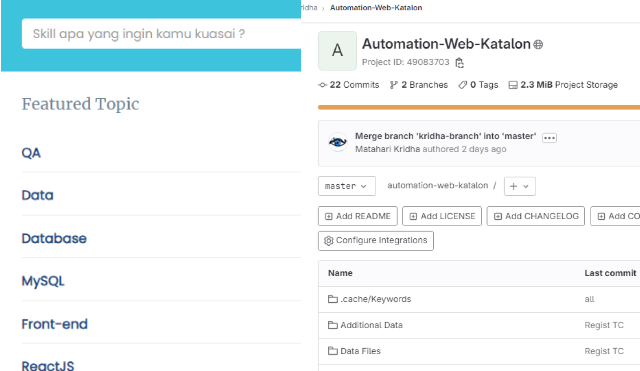 Skill apa yang ingin kamu kuasai ?
Featured Topic
QA
Data
Database
MySQL
Front-end
ReactJS
ridha › Automation-Web-Katalon
A
Automation-Web-Katalon
Project ID: 49083703
22 Commits 2 Branches 0 Tags 2.3 MiB Project Storage
Merge branch 'kridha-branch' into 'master' ...
Matahari Kridha authored 2 days ago
master automation-web-katalon / +
Add README Add LICENSE Add CHANGELOG Add CO
Configure Integrations
Name Last commit
.cache/Keywords all
Additional Data Regist TC
Data Files Regist TC